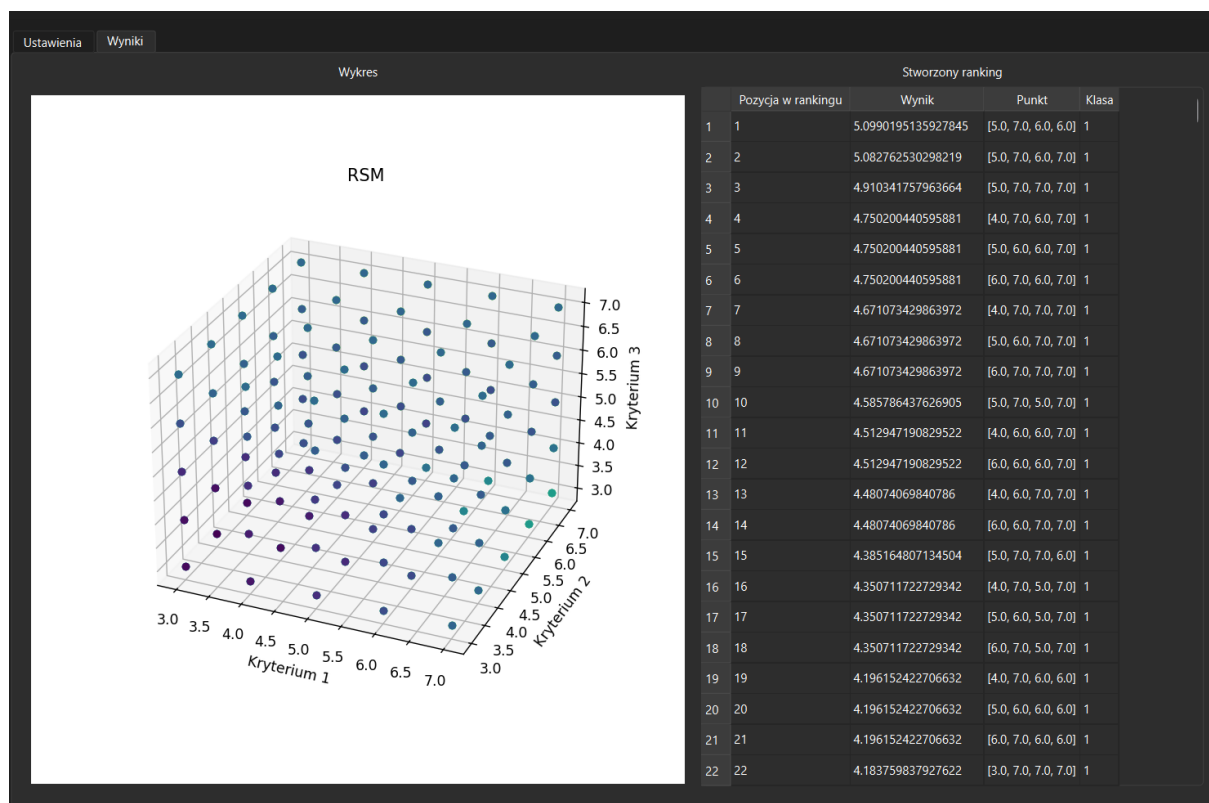 Ustawienia Wyniki
Wykres
RSM
7.0
6.5
6.0
5.5
5.0
4.5
4.0
3.5
3.0
Kryterium 3
7.0
6.5
6.0
5.5
5.0
4.5
4.0
3.5
3.0
Kryterium 2
3.0 3.5 4.0 4.5 5.0 5.5 6.0 6.5 7.0
Kryterium 1
Stworzony ranking
Pozycja w rankingu Wynik Punkt Klasa
1 1 5.0990195135927845 [5.0, 7.0, 6.0, 6.0] 1
2 2 5.082762530298219 [5.0, 7.0, 6.0, 7.0] 1
3 3 4.910341757963664 [5.0, 7.0, 7.0, 7.0] 1
4 4 4.750200440595881 [4.0, 7.0, 6.0, 7.0] 1
5 5 4.750200440595881 [5.0, 6.0, 6.0, 7.0] 1
6 6 4.750200440595881 [6.0, 7.0, 6.0, 7.0] 1
7 7 4.671073429863972 [4.0, 7.0, 7.0, 7.0] 1
8 8 4.671073429863972 [5.0, 6.0, 7.0, 7.0] 1
9 9 4.671073429863972 [6.0, 7.0, 7.0, 7.0] 1
10 10 4.585786437626905 [5.0, 7.0, 5.0, 7.0] 1
11 11 4.512947190829522 [4.0, 6.0, 6.0, 7.0] 1
12 12 4.512947190829522 [6.0, 6.0, 6.0, 7.0] 1
13 13 4.48074069840786 [4.0, 6.0, 7.0, 7.0] 1
14 14 4.48074069840786 [6.0, 6.0, 7.0, 7.0] 1
15 15 4.385164807134504 [5.0, 7.0, 7.0, 6.0] 1
16 16 4.350711722729342 [4.0, 7.0, 5.0, 7.0] 1
17 17 4.350711722729342 [5.0, 6.0, 5.0, 7.0] 1
18 18 4.350711722729342 [6.0, 7.0, 5.0, 7.0] 1
19 19 4.196152422706632 [4.0, 7.0, 6.0, 6.0] 1
20 20 4.196152422706632 [5.0, 6.0, 6.0, 6.0] 1
21 21 4.196152422706632 [6.0, 7.0, 6.0, 6.0] 1
22 22 4.183759837927622 [3.0, 7.0, 7.0, 7.0] 1